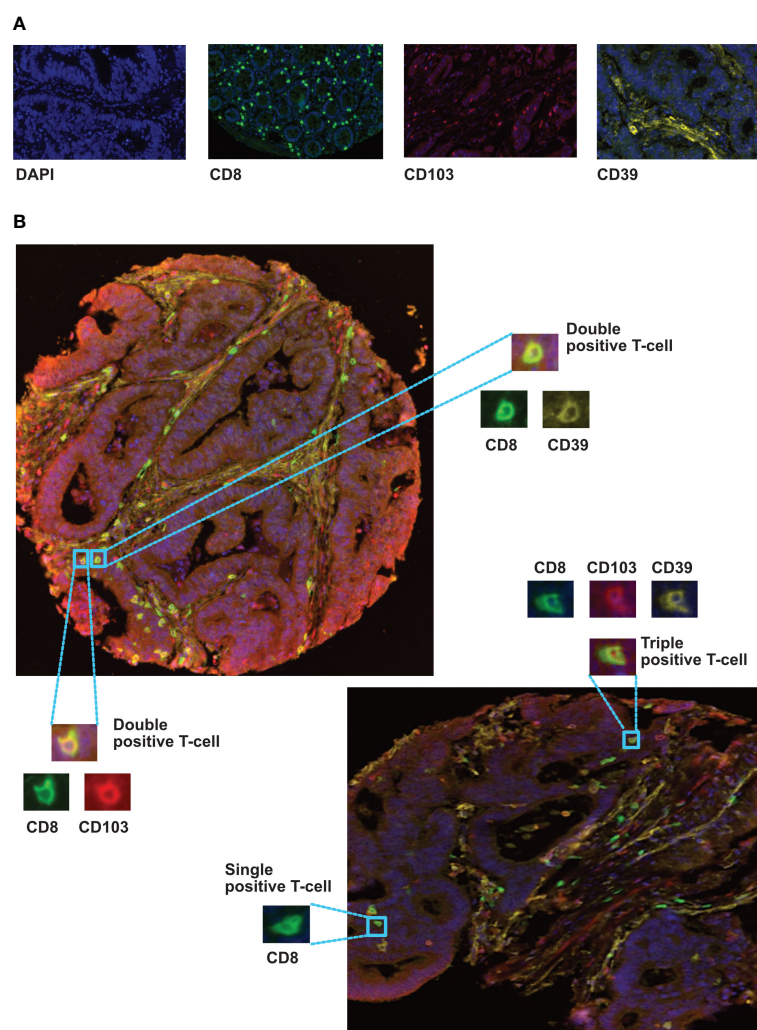 A
DAPI
CD8
CD103
CD39
B
Double
positive T-cell
CD8
CD39
CD8
CD103
CD39
Triple
positive T-cell
Double
positive T-cell
CD8
CD103
Single
positive T-cell
CD8